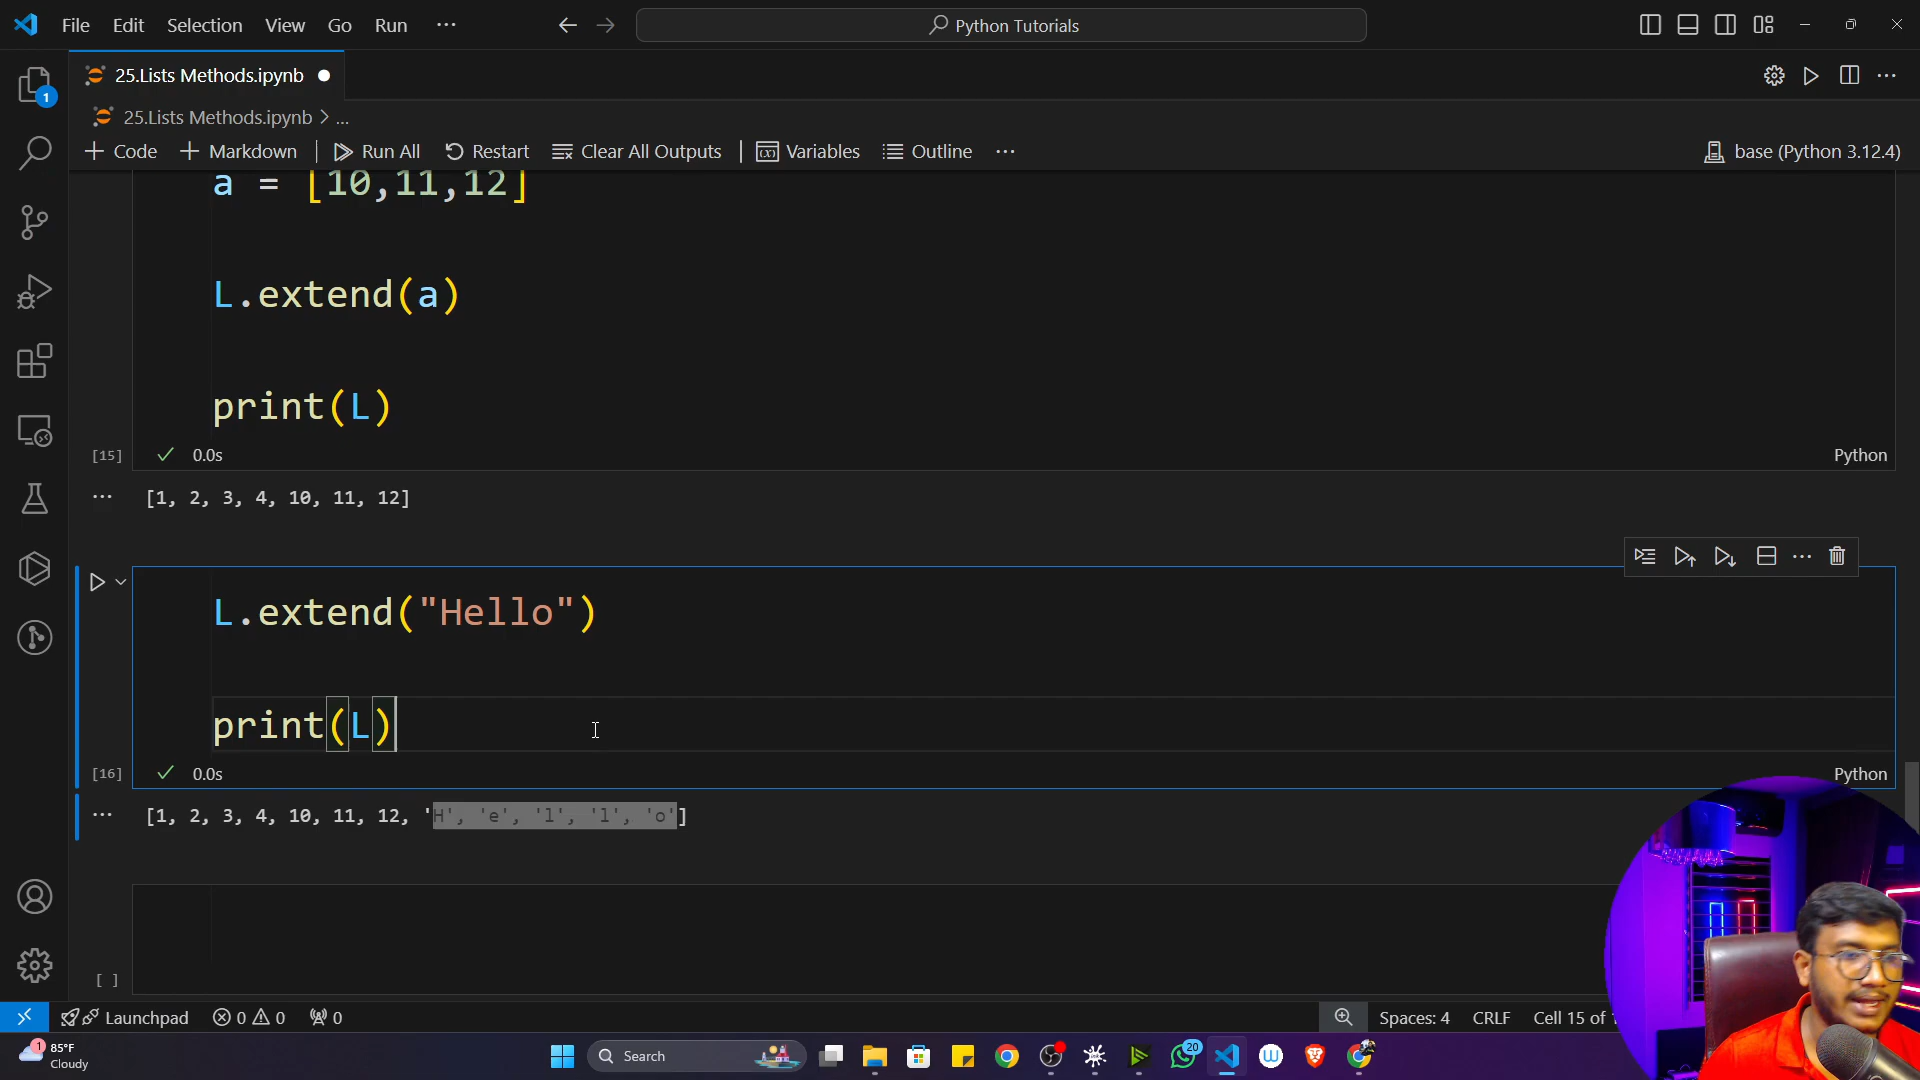 File Edit Selection View Go Run ...
Python Tutorials
25.Lists Methods.ipynb
25.Lists Methods.ipynb > ...
+ Code + Markdown Run All Restart Clear All Outputs Variables Outline ...
base (Python 3.12.4)
a = [10,11,12]
L.extend(a)
print(L)
[15] 0.0s Python
[1, 2, 3, 4, 10, 11, 12]
L.extend("Hello")
print(L)
[16] 0.0s Python
[1, 2, 3, 4, 10, 11, 12, 'H', 'e', 'l', 'l', 'o']
[ ]
1
Launchpad 0 0 0 Spaces: 4 CRLF Cell 15 of
1
85°F
Cloudy
Search
20